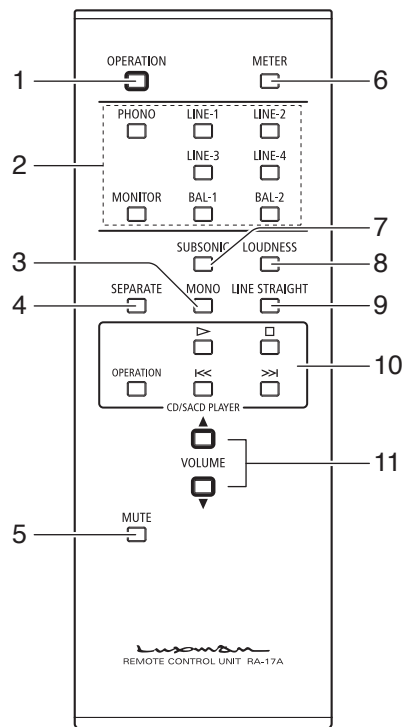 OPERATION METER
1 6
PHONO LINE-1 LINE-2
2
LINE-3 LINE-4
MONITOR BAL-1 BAL-2
7
SUBSONIC LOUDNESS
3 8
SEPARATE MONO LINE STRAIGHT
4 9
10
OPERATION
CD/SACD PLAYER
VOLUME 11
MUTE
5
Luxman
REMOTE CONTROL UNIT RA-17A